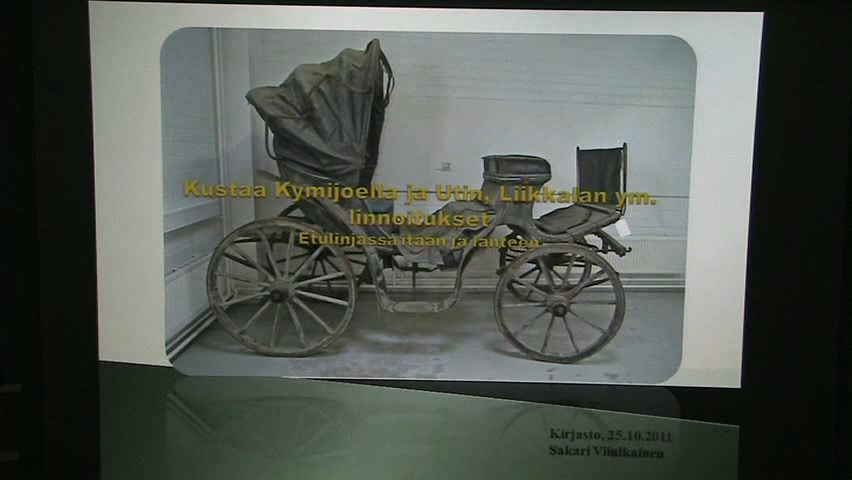 Kustaa Kymijoella ja Utin, Liikkalan ym.
linnoitukset
Etulinjassa itään ja länteen
Kirjasto, 25.10.2011
Sakari Viinikainen